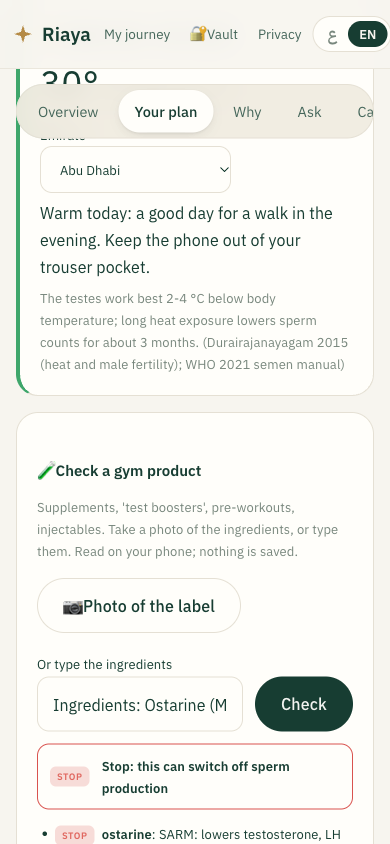 Riaya My journey Vault Privacy ع EN
30°
Overview Your plan Why Ask
Emirate
Abu Dhabi
Warm today: a good day for a walk in the
evening. Keep the phone out of your
trouser pocket.
The testes work best 2-4 °C below body
temperature; long heat exposure lowers sperm
counts for about 3 months. (Durairajanayagam 2015
(heat and male fertility); WHO 2021 semen manual)
Check a gym product
Supplements, 'test boosters', pre-workouts,
injectables. Take a photo of the ingredients, or type
them. Read on your phone; nothing is saved.
Photo of the label
Or type the ingredients
Ingredients: Ostarine (M
Check
STOP Stop: this can switch off sperm
production
• STOP ostarine: SARM: lowers testosterone, LH